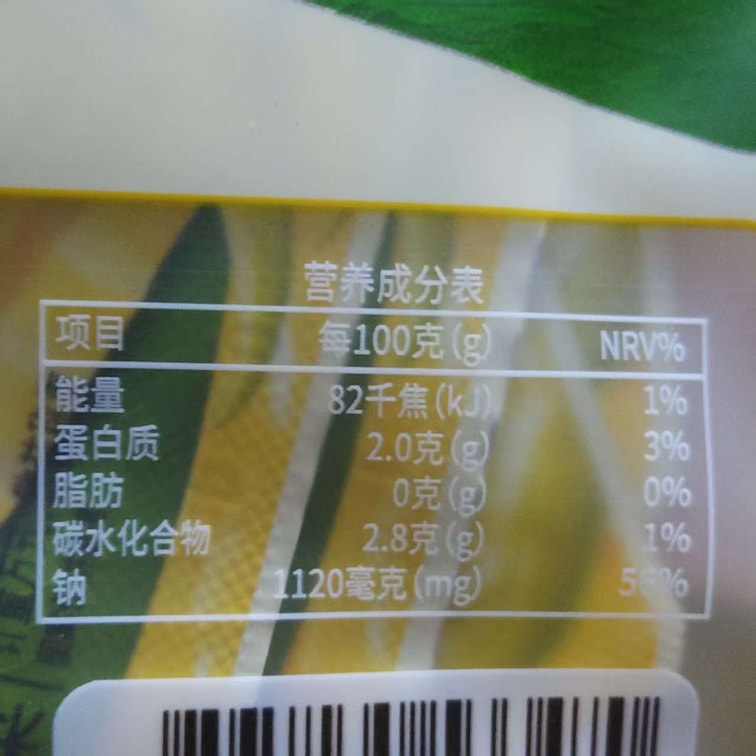 营养成分表
项目 每100克(g) NRV%
能量 82千焦(kJ) 1%
蛋白质 2.0克(g) 3%
脂肪 0克(g) 0%
碳水化合物 2.8克(g) 1%
钠 1120毫克(mg)